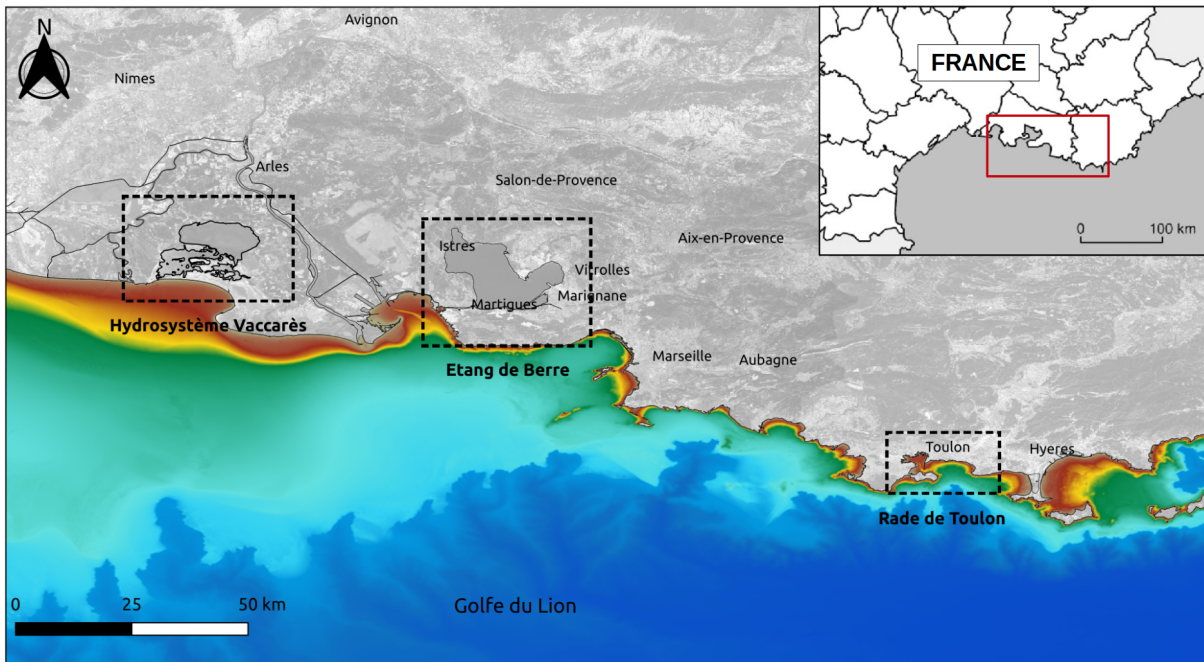 N
Avignon
Nimes
FRANCE
0 100 km
Arles
Salon-de-Provence
Aix-en-Provence
Istres
Vitrolles
Marignane
Martigues
Hydrosystème Vaccarès
Etang de Berre
Marseille
Aubagne
Toulon
Hyeres
Rade de Toulon
Golfe du Lion
0 25 50 km